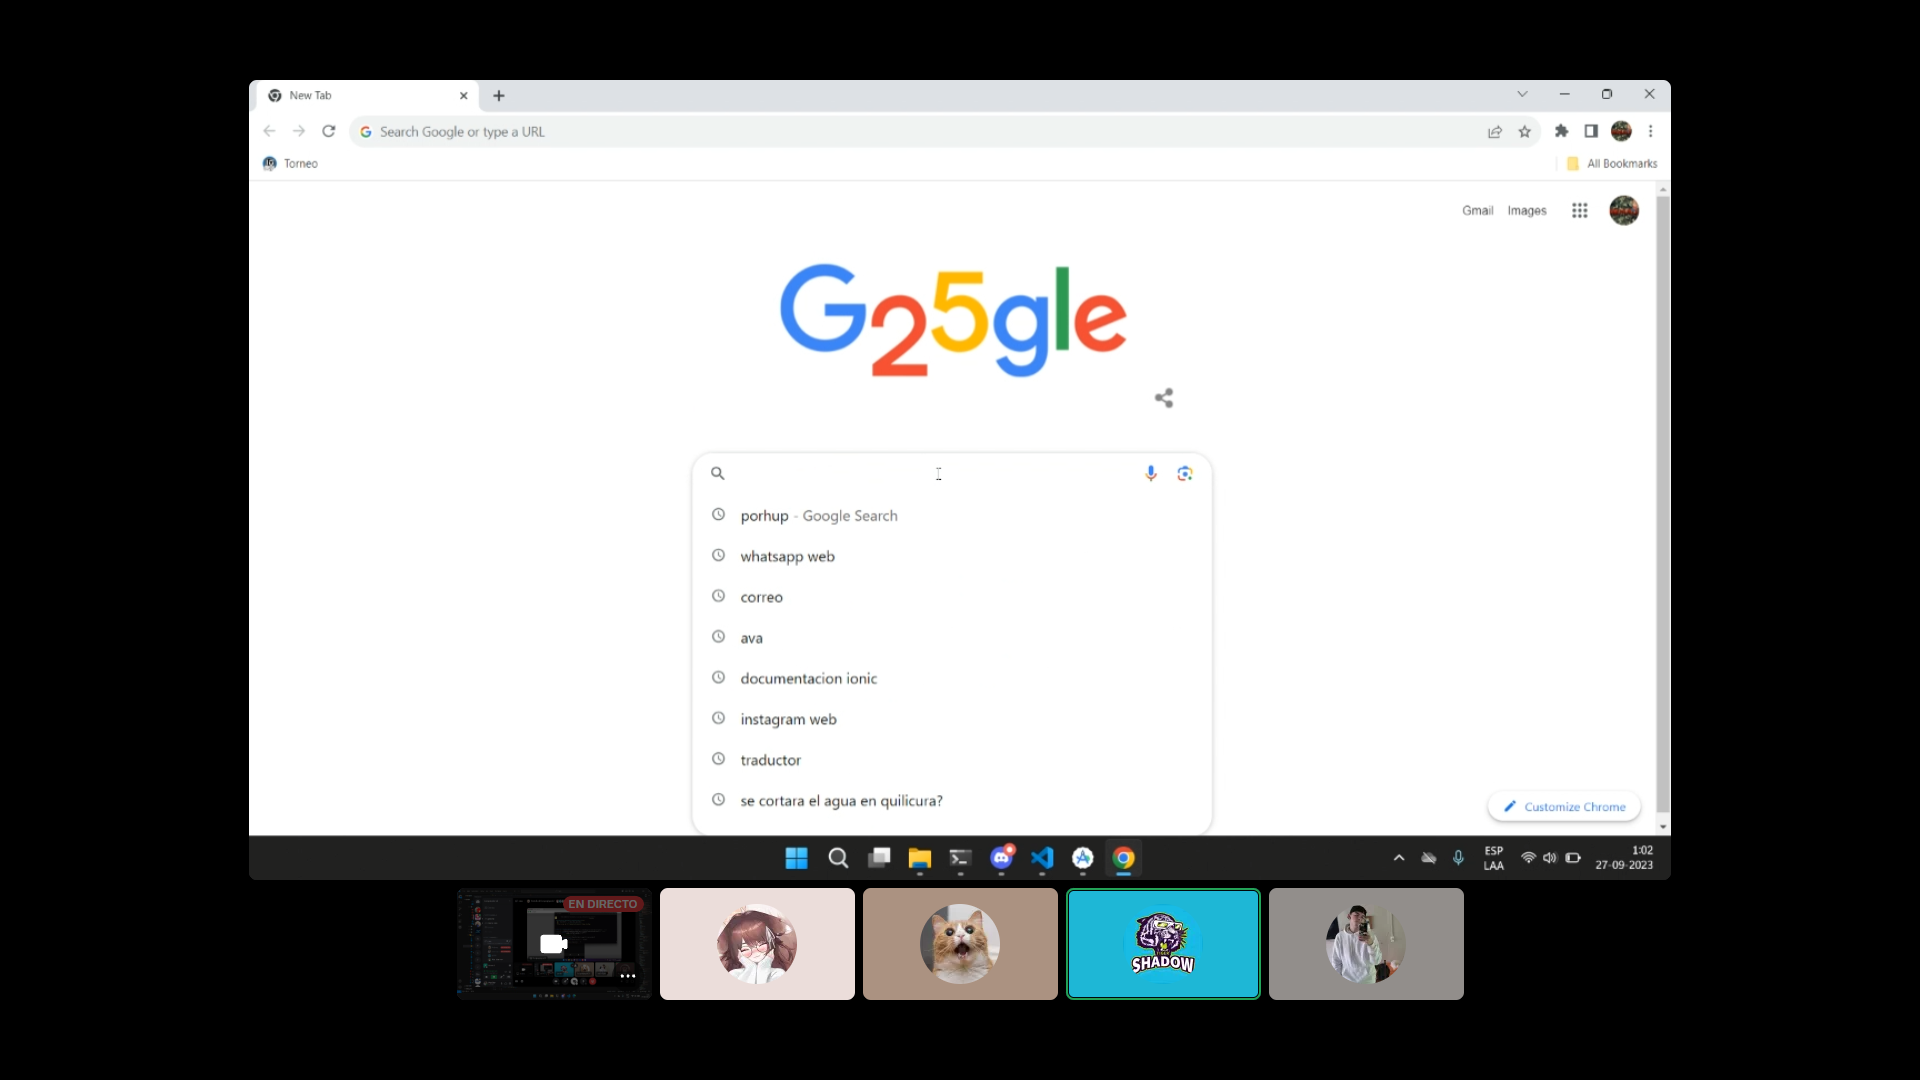 New Tab
Search Google or type a URL
Torneo
All Bookmarks
Gmail Images
G25gle
porhup - Google Search
whatsapp web
correo
ava
documentacion ionic
instagram web
traductor
se cortara el agua en quilicura?
Customize Chrome
ESP
LAA
1:02
27-09-2023
EN DIRECTO
SHADOW